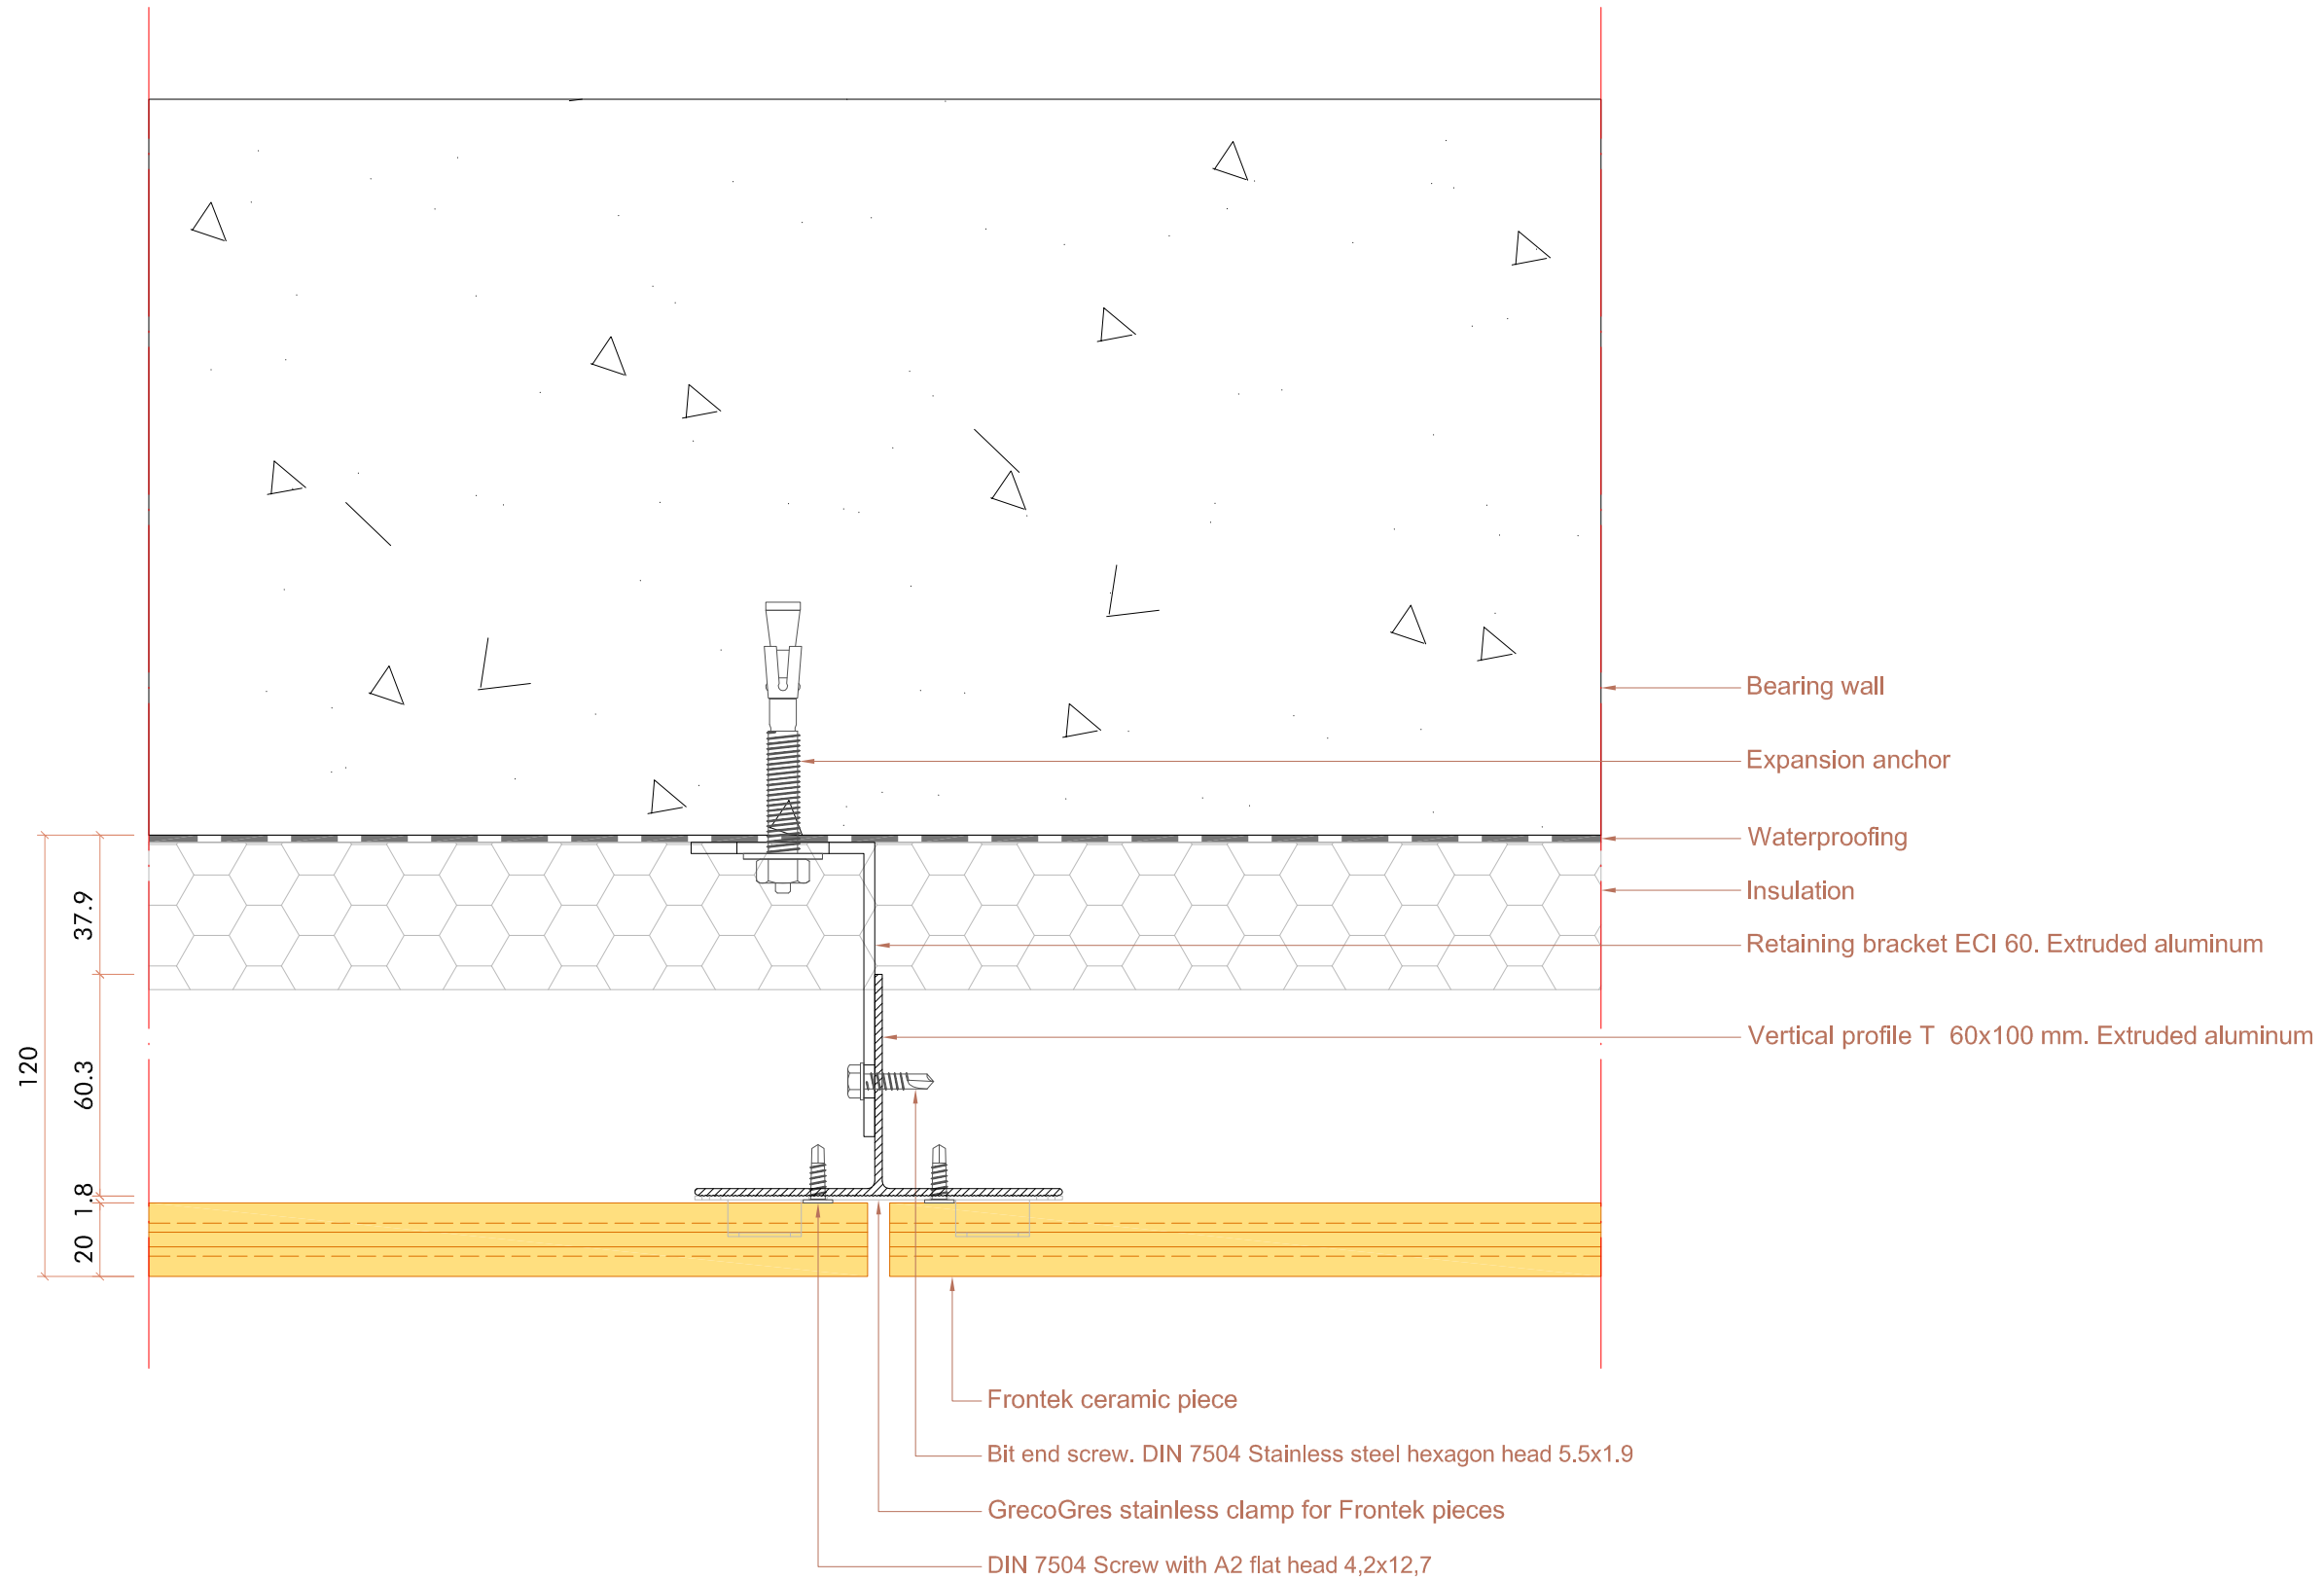 Bearing wall
Expansion anchor
Waterproofing
Insulation
Retaining bracket ECI 60. Extruded aluminum
Vertical profile T 60x100 mm. Extruded aluminum
37.9
60.3
120
1.8
20
Frontek ceramic piece
Bit end screw. DIN 7504 Stainless steel hexagon head 5.5x1.9
GrecoGres stainless clamp for Frontek pieces
DIN 7504 Screw with A2 flat head 4,2x12,7